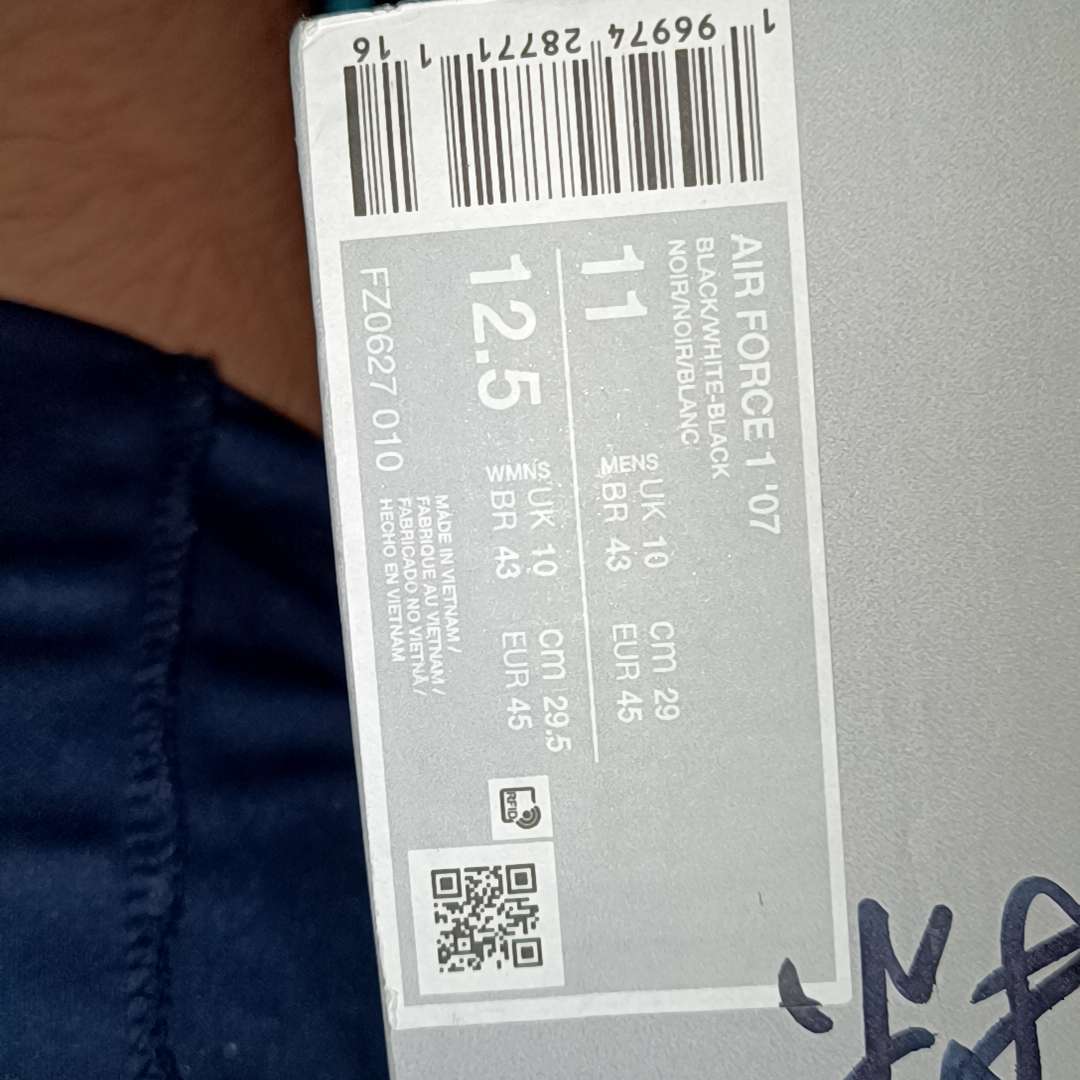 1 96974 28771 1 16
AIR FORCE 1 '07
BLACK/WHITE-BLACK
NOIR/NOIR/BLANC
11 MENS UK 10 cm 29
BR 43 EUR 45
12.5 WMNS UK 10 cm 29.5
BR 43 EUR 45
FZ0627 010
MADE IN VIETNAM /
FABRIQUE AU VIETNAM /
FABRICADO NO VIETNÃ /
HECHO EN VIETNAM
RFID